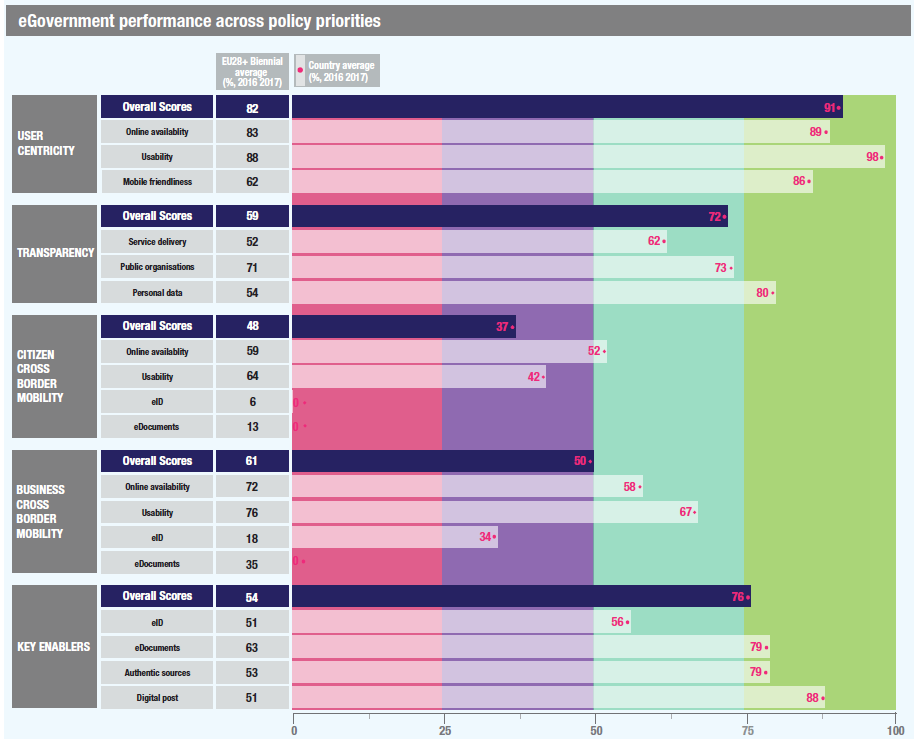 eGovernment performance across policy priorities
EU28+ Biennial
average
(%, 2016 2017)
Country average
(%, 2016 2017)
USER
CENTRICITY
Overall Scores 82 91
Online availablity 83 89
Usability 88 98
Mobile friendliness 62 86
TRANSPARENCY
Overall Scores 59 72
Service delivery 52 62
Public organisations 71 73
Personal data 54 80
CITIZEN
CROSS
BORDER
MOBILITY
Overall Scores 48 37
Online availablity 59 52
Usability 64 42
eID 6 0
eDocuments 13 0
BUSINESS
CROSS
BORDER
MOBILITY
Overall Scores 61 50
Online availability 72 58
Usability 76 67
eID 18 34
eDocuments 35 0
KEY ENABLERS
Overall Scores 54 76
eID 51 56
eDocuments 63 79
Authentic sources 53 79
Digital post 51 88
0 25 50 75 100